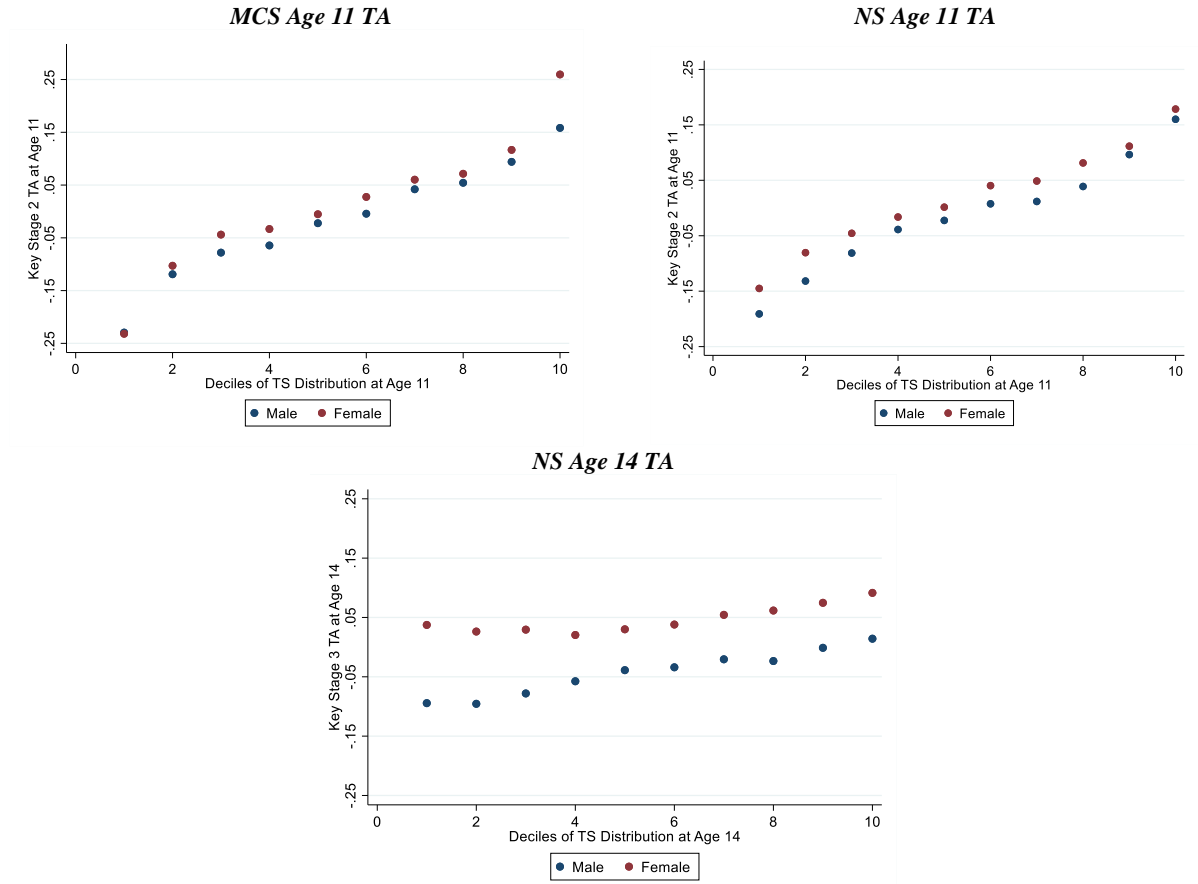 MCS Age 11 TA
Key Stage 2 TA at Age 11
.25
.15
.05
-.05
-.15
-.25
0 2 4 6 8 10
Deciles of TS Distribution at Age 11
Male Female
NS Age 11 TA
Key Stage 2 TA at Age 11
.25
.15
.05
-.05
-.15
-.25
0 2 4 6 8 10
Deciles of TS Distribution at Age 11
Male Female
NS Age 14 TA
Key Stage 3 TA at Age 14
.25
.15
.05
-.05
-.15
-.25
0 2 4 6 8 10
Deciles of TS Distribution at Age 14
Male Female